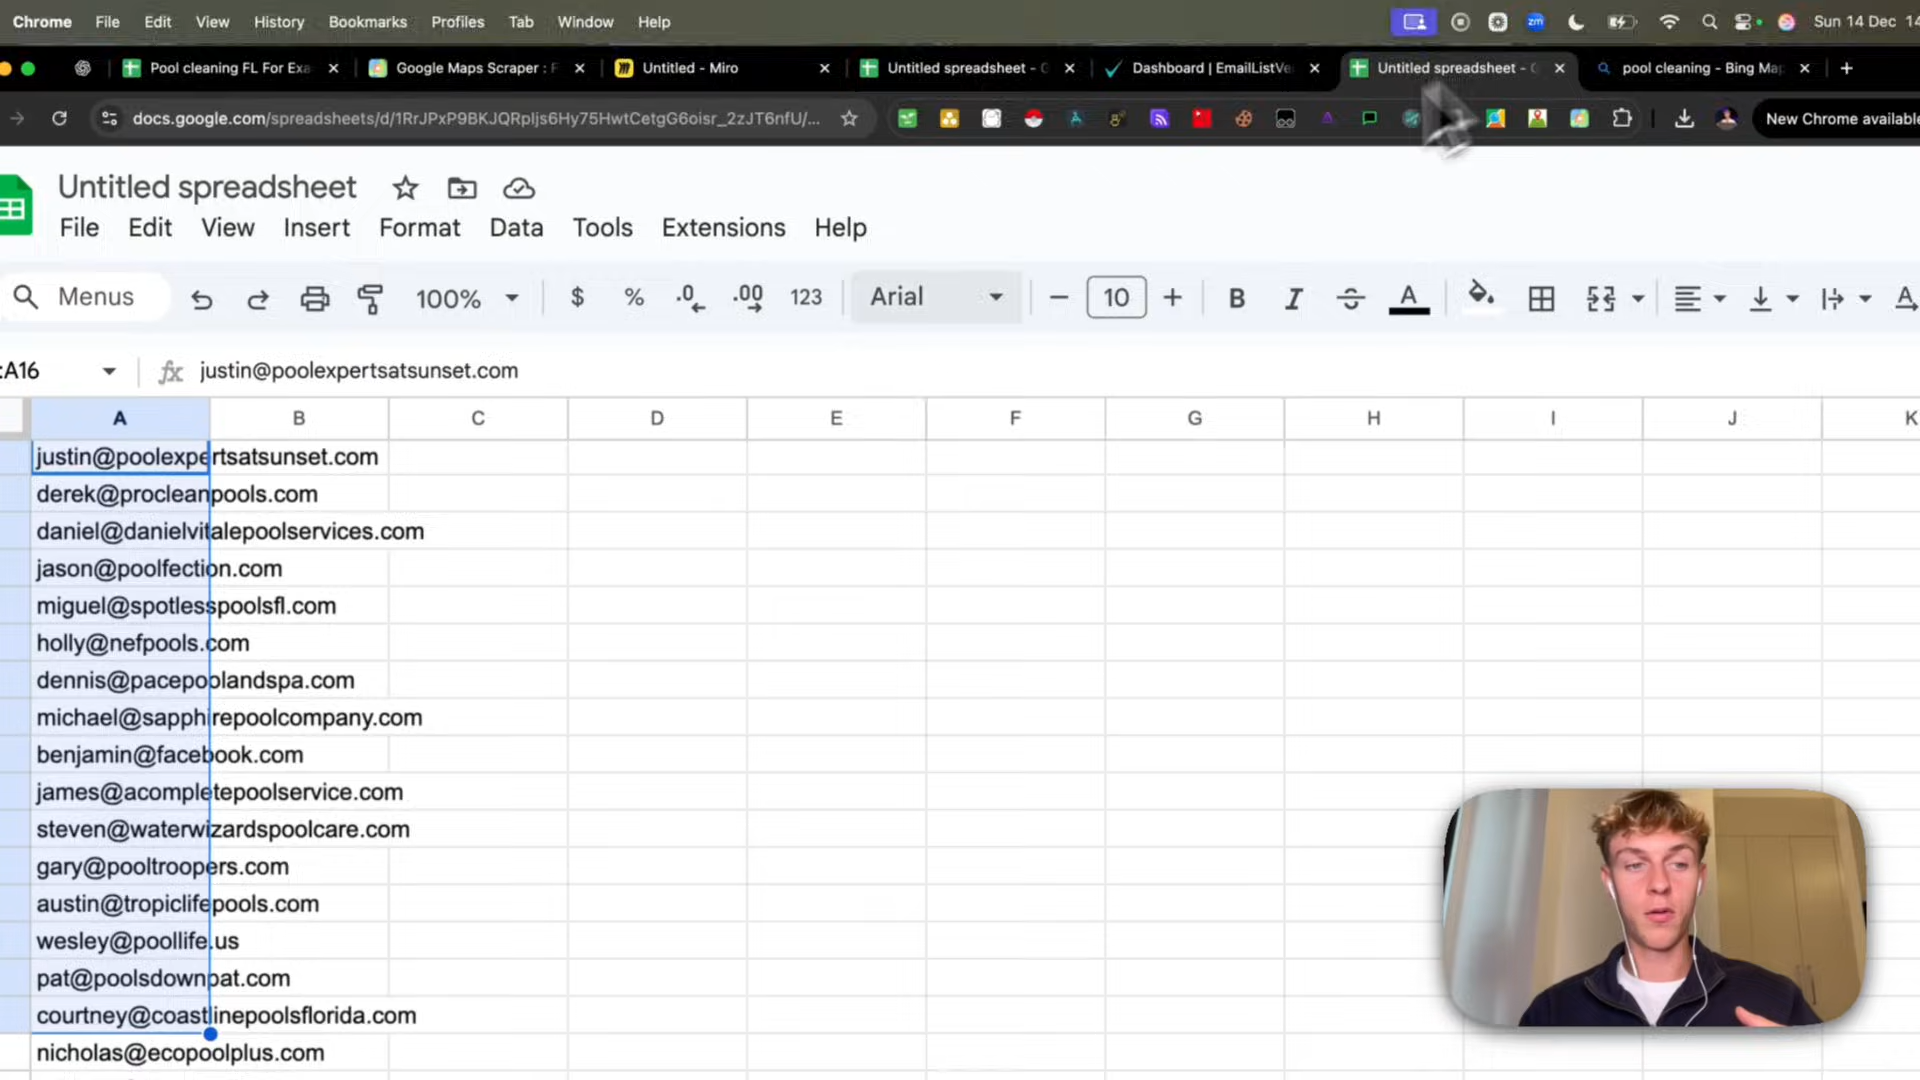 Chrome File Edit View History Bookmarks Profiles Tab Window Help zm Sun 14 Dec 14
Pool cleaning FL For Exa Google Maps Scraper : F Untitled - Miro Untitled spreadsheet - G Dashboard | EmailListVe Untitled spreadsheet - G pool cleaning - Bing Map
docs.google.com/spreadsheets/d/1RrJPxP9BKJQRpIjs6Hy75HwtCetgG6oisr_2zJT6nfU/... New Chrome available
Untitled spreadsheet
File Edit View Insert Format Data Tools Extensions Help
Menus 100% $ % .0 .00 123 Arial 10 B I S A
:A16 fx justin@poolexpertsatsunset.com
A B C D E F G H I J K
justin@poolexpertsatsunset.com
derek@procleanpools.com
daniel@danielvitalepoolservices.com
jason@poolfection.com
miguel@spotlesspoolsfl.com
holly@nefpools.com
dennis@pacepoolandspa.com
michael@sapphirepoolcompany.com
benjamin@facebook.com
james@acompletepoolservice.com
steven@waterwizardspoolcare.com
gary@pooltroopers.com
austin@tropiclifepools.com
wesley@poollife.us
pat@poolsdownpat.com
courtney@coastlinepoolsflorida.com
nicholas@ecopoolplus.com